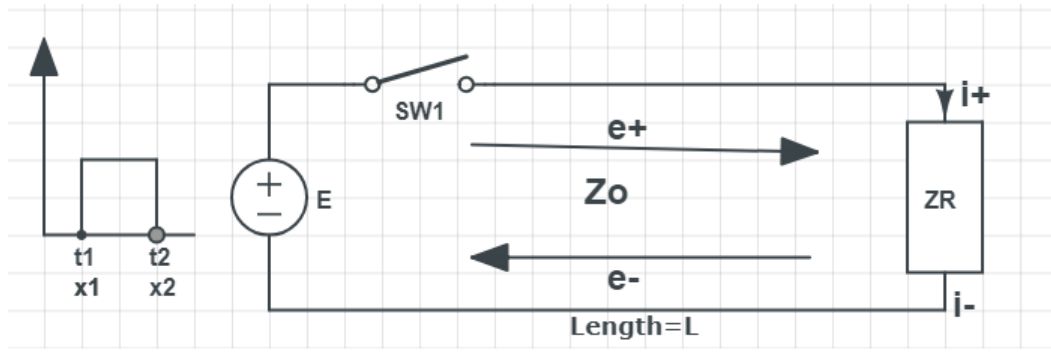 i+
SW1
e+
Zo
E
ZR
t1 t2
x1 x2
e-
i-
Length=L